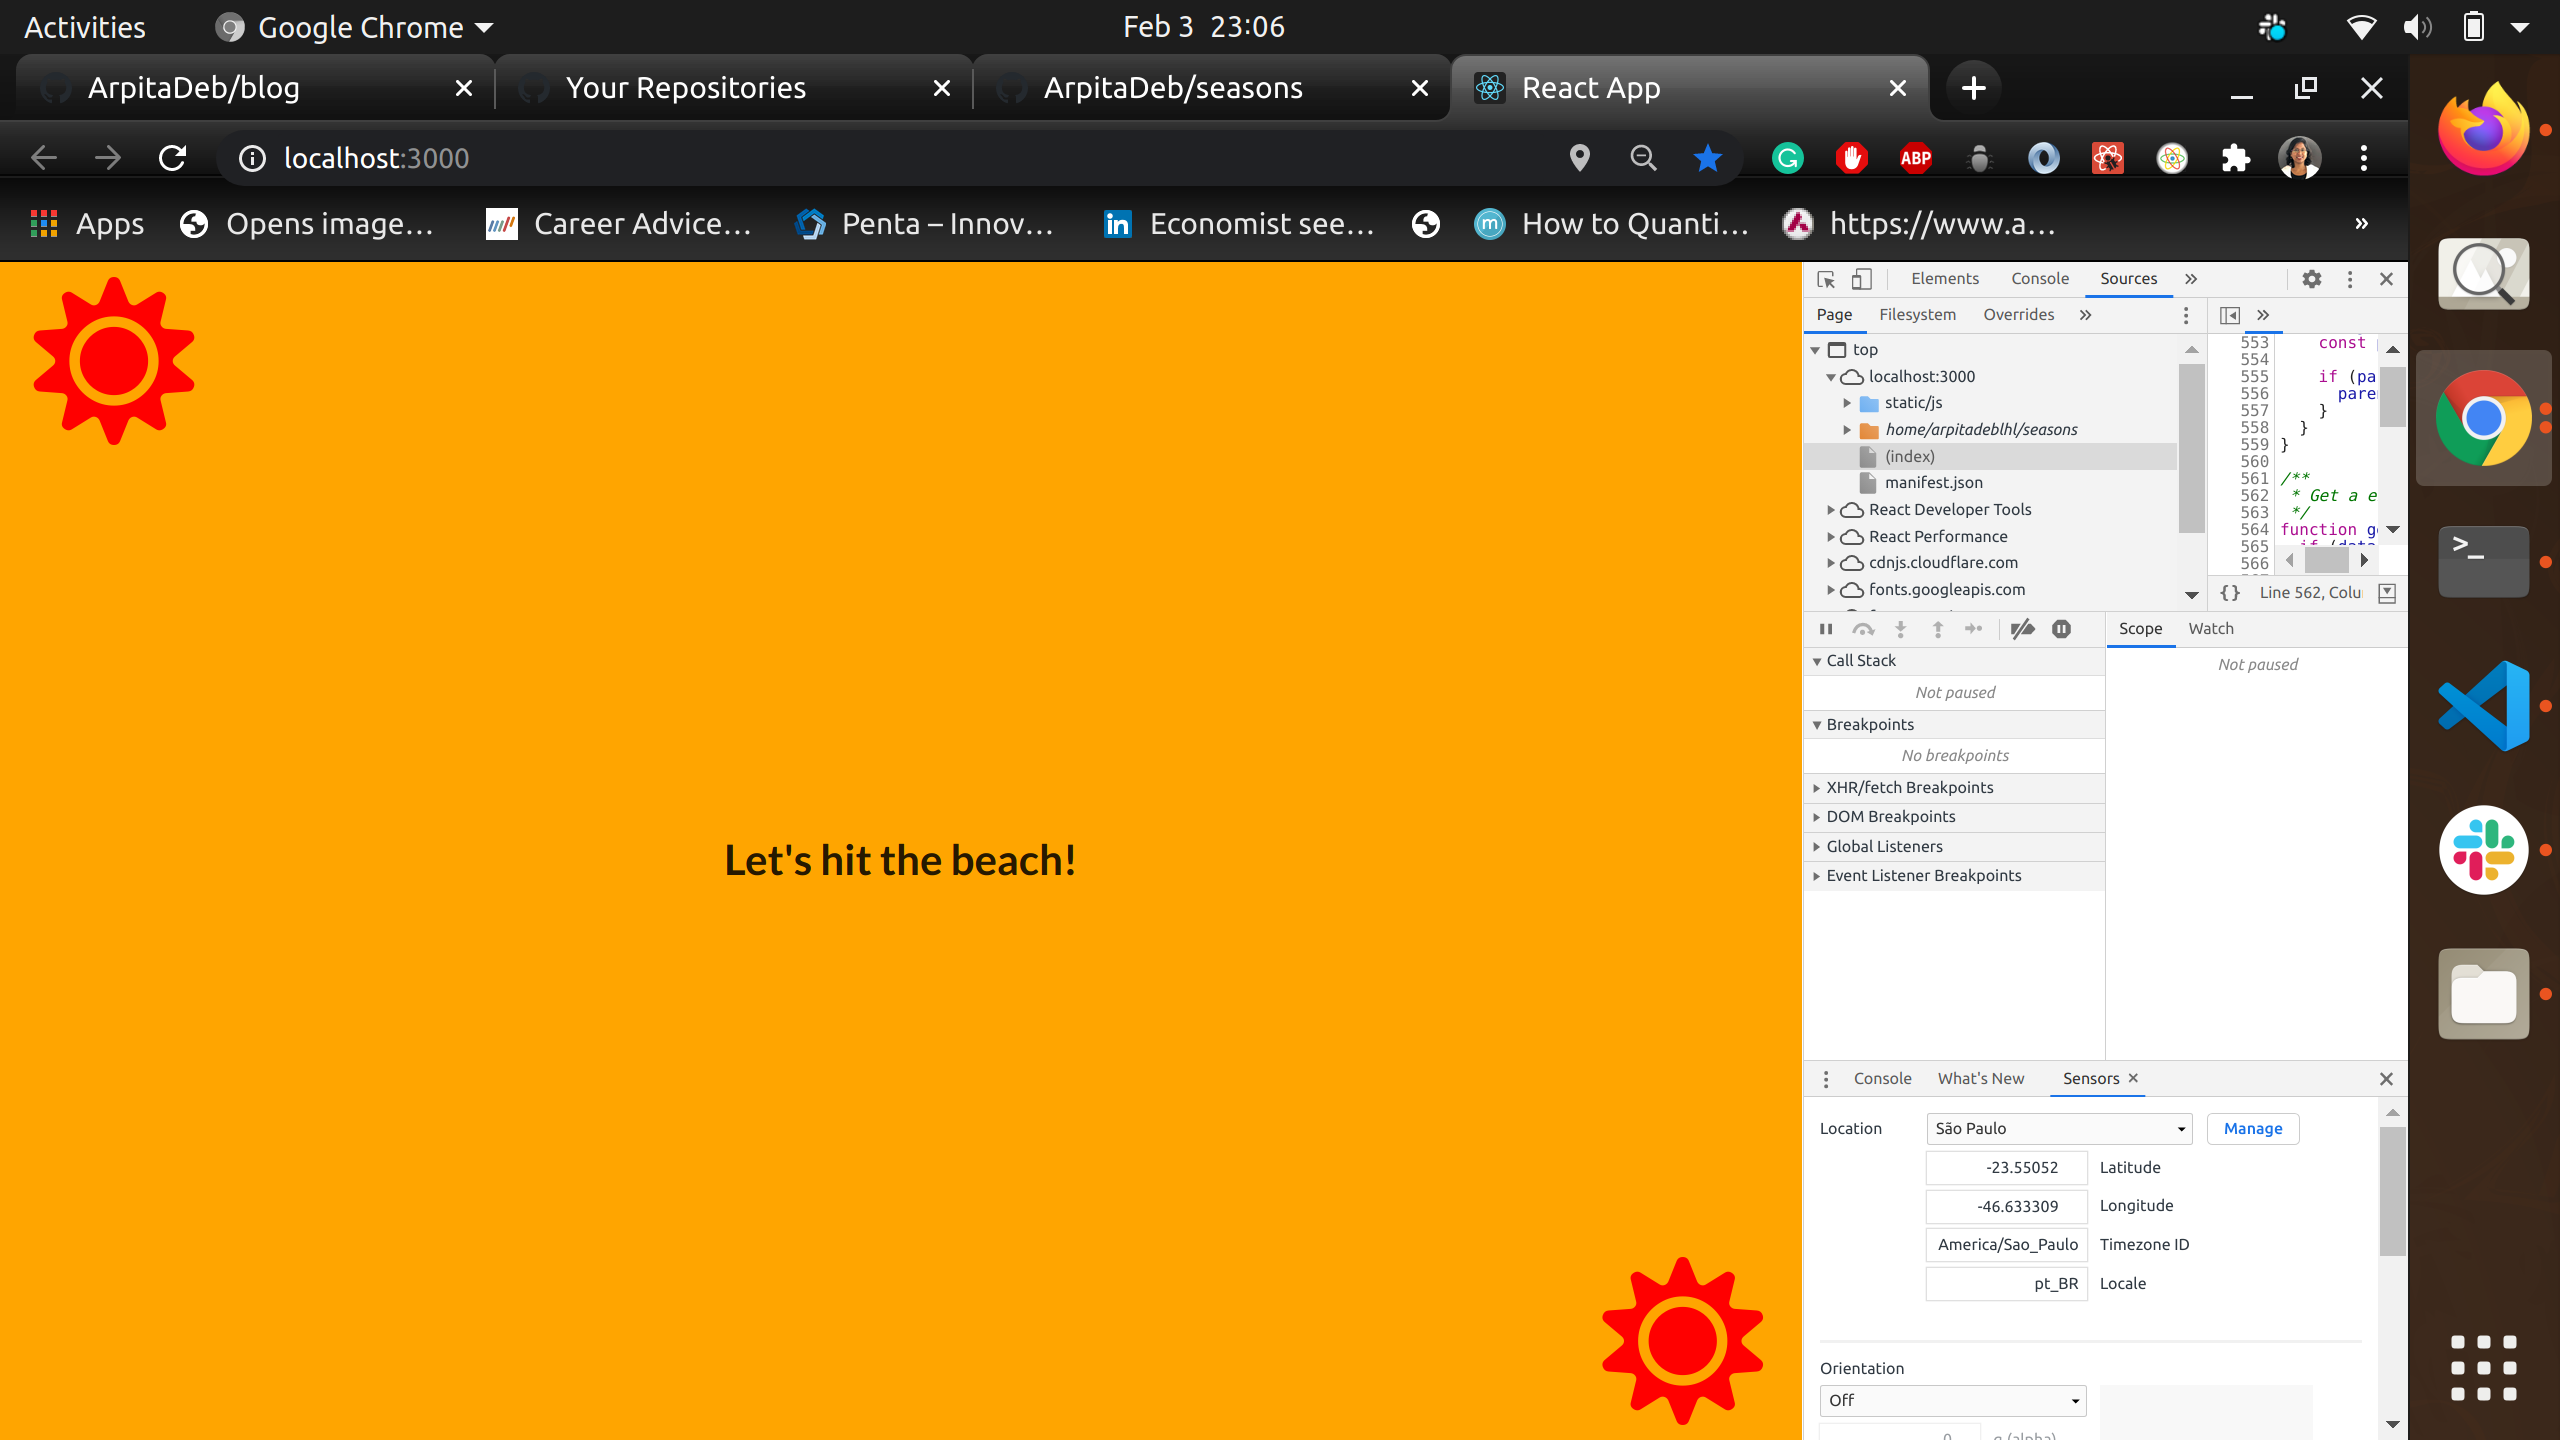 Activities
Google Chrome
Feb 3 23:06
ArpitaDeb/blog
Your Repositories
ArpitaDeb/seasons
React App
localhost:3000
ABP
Apps
Opens image…
Career Advice…
Penta – Innov…
Economist see…
How to Quanti…
https://www.a…
Let's hit the beach!
Elements Console Sources
Page Filesystem Overrides
top
localhost:3000
static/js
home/arpitadeblhl/seasons
(index)
manifest.json
React Developer Tools
React Performance
cdnjs.cloudflare.com
fonts.googleapis.com
553 const
554
555 if (pa
556 pare
557 }
558 }
559 }
560
561 /**
562 * Get a e
563 */
564 function g
565 if (data
566
{} Line 562, Colu
Scope Watch
Not paused
Call Stack
Not paused
Breakpoints
No breakpoints
XHR/fetch Breakpoints
DOM Breakpoints
Global Listeners
Event Listener Breakpoints
Console What's New Sensors
Location São Paulo Manage
-23.55052 Latitude
-46.633309 Longitude
America/Sao_Paulo Timezone ID
pt_BR Locale
Orientation
Off
0 α (alpha)